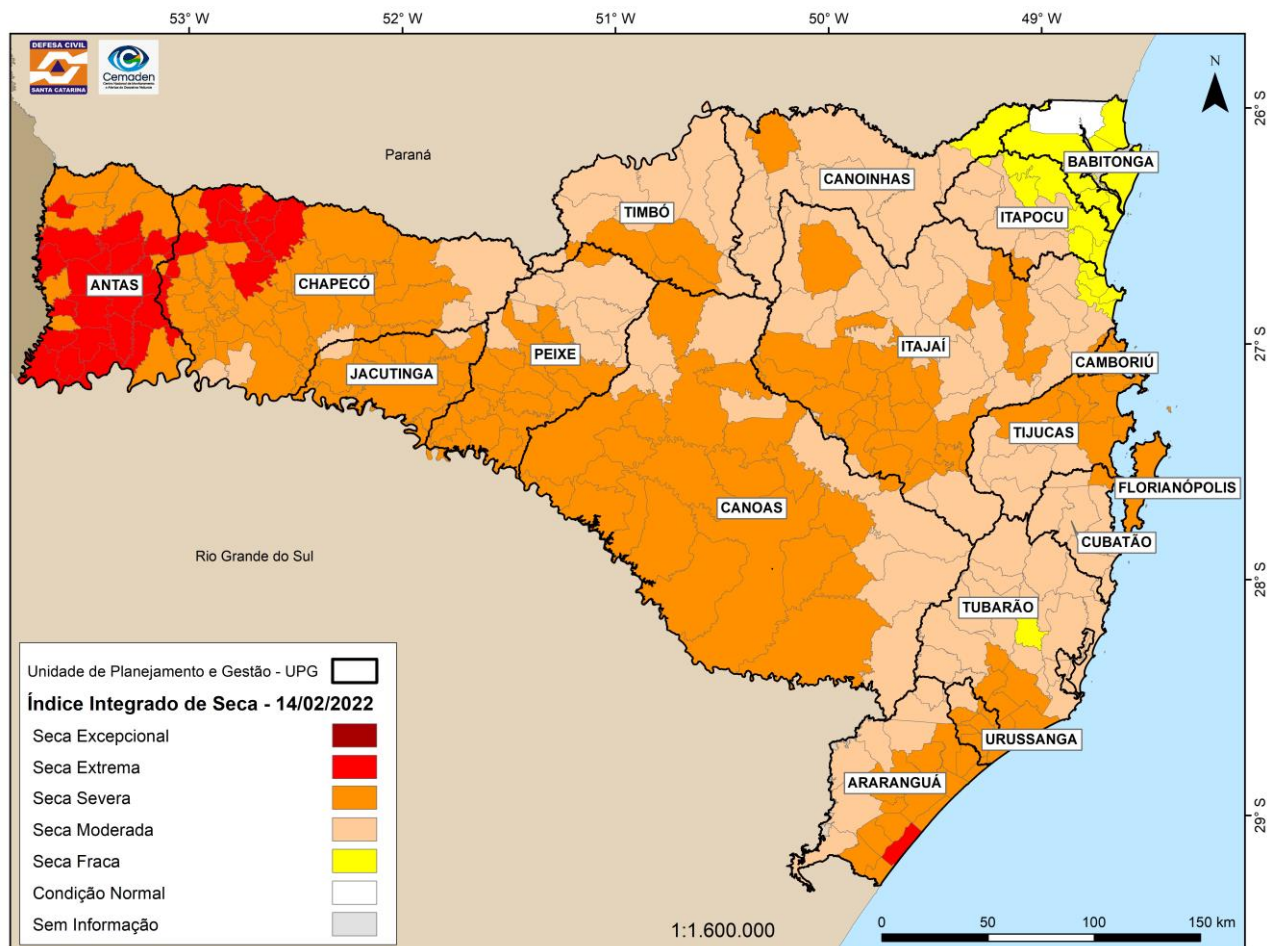 53° W
52° W
51° W
50° W
49° W
DEFESA CIVIL
SANTA CATARINA
Cemaden
N
26° S
27° S
28° S
29° S
Paraná
BABITONGA
CANOINHAS
ITAPOCU
TIMBÓ
ANTAS
CHAPECÓ
ITAJAÍ
PEIXE
CAMBORIÚ
JACUTINGA
TIJUCAS
FLORIANÓPOLIS
CANOAS
CUBATÃO
Rio Grande do Sul
TUBARÃO
URUSSANGA
ARARANGUÁ
Unidade de Planejamento e Gestão - UPG
Índice Integrado de Seca - 14/02/2022
Seca Excepcional
Seca Extrema
Seca Severa
Seca Moderada
Seca Fraca
Condição Normal
Sem Informação
1:1.600.000
0 50 100 150 km